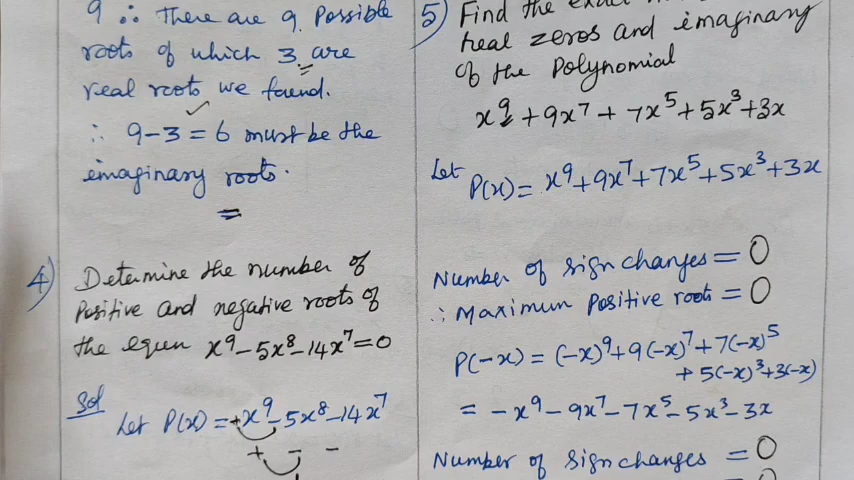 9 ∴ There are 9 Possible
roots of which 3 are
real roots we found.
∴ 9-3 = 6 must be the
imaginary roots.
4) Determine the number of
Positive and negative roots of
the equn x⁹-5x⁸-14x⁷=0
Sol
Let P(x) = +x⁹-5x⁸-14x⁷
+ - -
5) Find the exact
real zeros and imaginary
of the Polynomial
x⁹+9x⁷+7x⁵+5x³+3x
Let P(x) = x⁹+9x⁷+7x⁵+5x³+3x
Number of sign changes = 0
∴ Maximum Positive roots = 0
P(-x) = (-x)⁹+9(-x)⁷+7(-x)⁵
+5(-x)³+3(-x)
= -x⁹-9x⁷-7x⁵-5x³-3x
Number of sign changes = 0